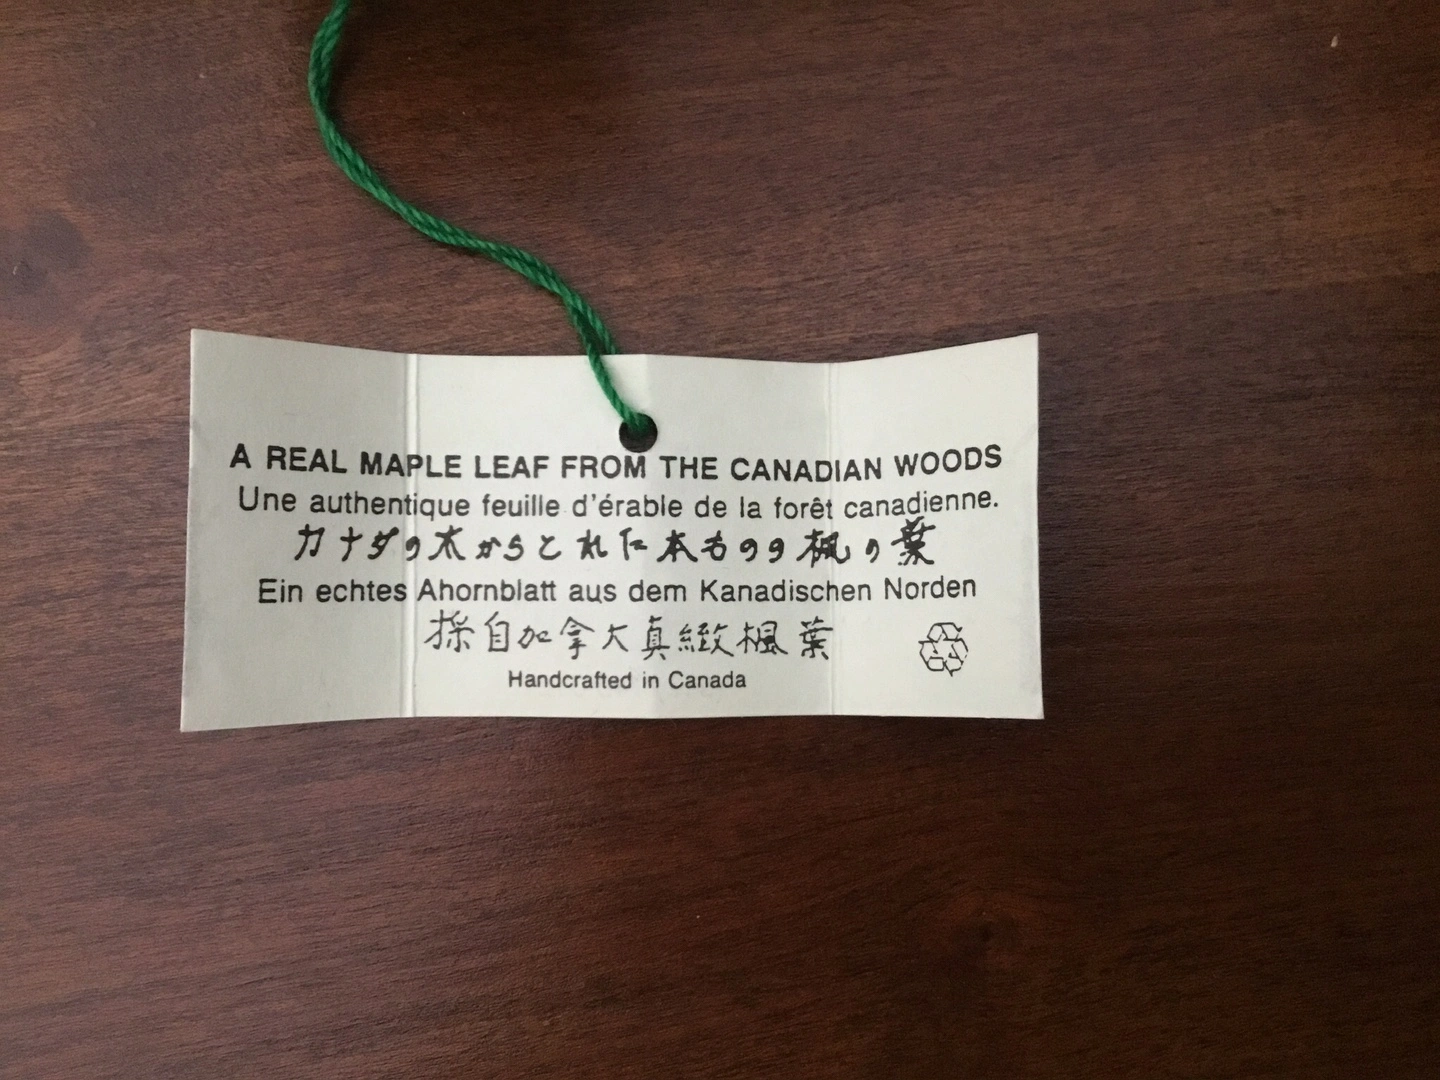 A REAL MAPLE LEAF FROM THE CANADIAN WOODS
Une authentique feuille d'érable de la forêt canadienne.
カナダの木からとれた本ものの楓の葉
Ein echtes Ahornblatt aus dem Kanadischen Norden
採自加拿大真緻楓葉
Handcrafted in Canada